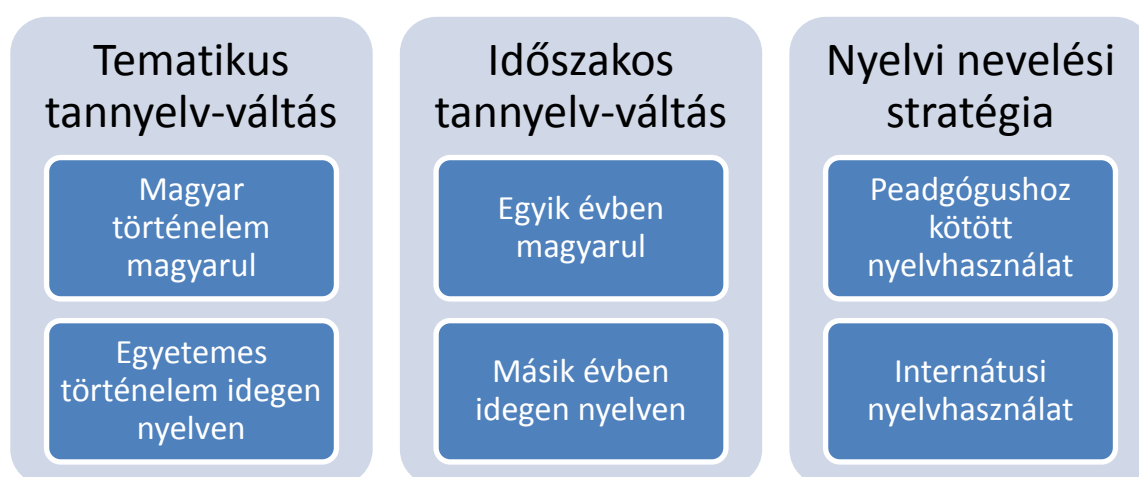 Tematikus
tannyelv-váltás
Magyar
történelem
magyarul
Egyetemes
történelem idegen
nyelven
Időszakos
tannyelv-váltás
Egyik évben
magyarul
Másik évben
idegen nyelven
Nyelvi nevelési
stratégia
Peadgógushoz
kötött
nyelvhasználat
Internátusi
nyelvhasználat